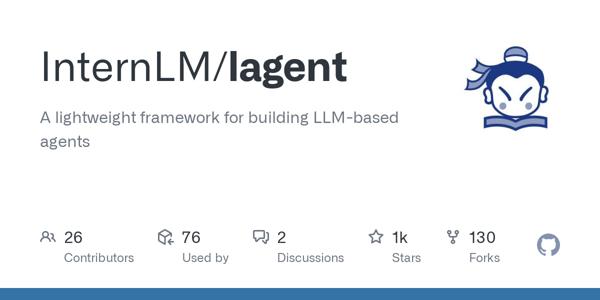 InternLM/lagent
A lightweight framework for building LLM-based
agents
26 76 2 1k 130
Contributors Used by Discussions Stars Forks